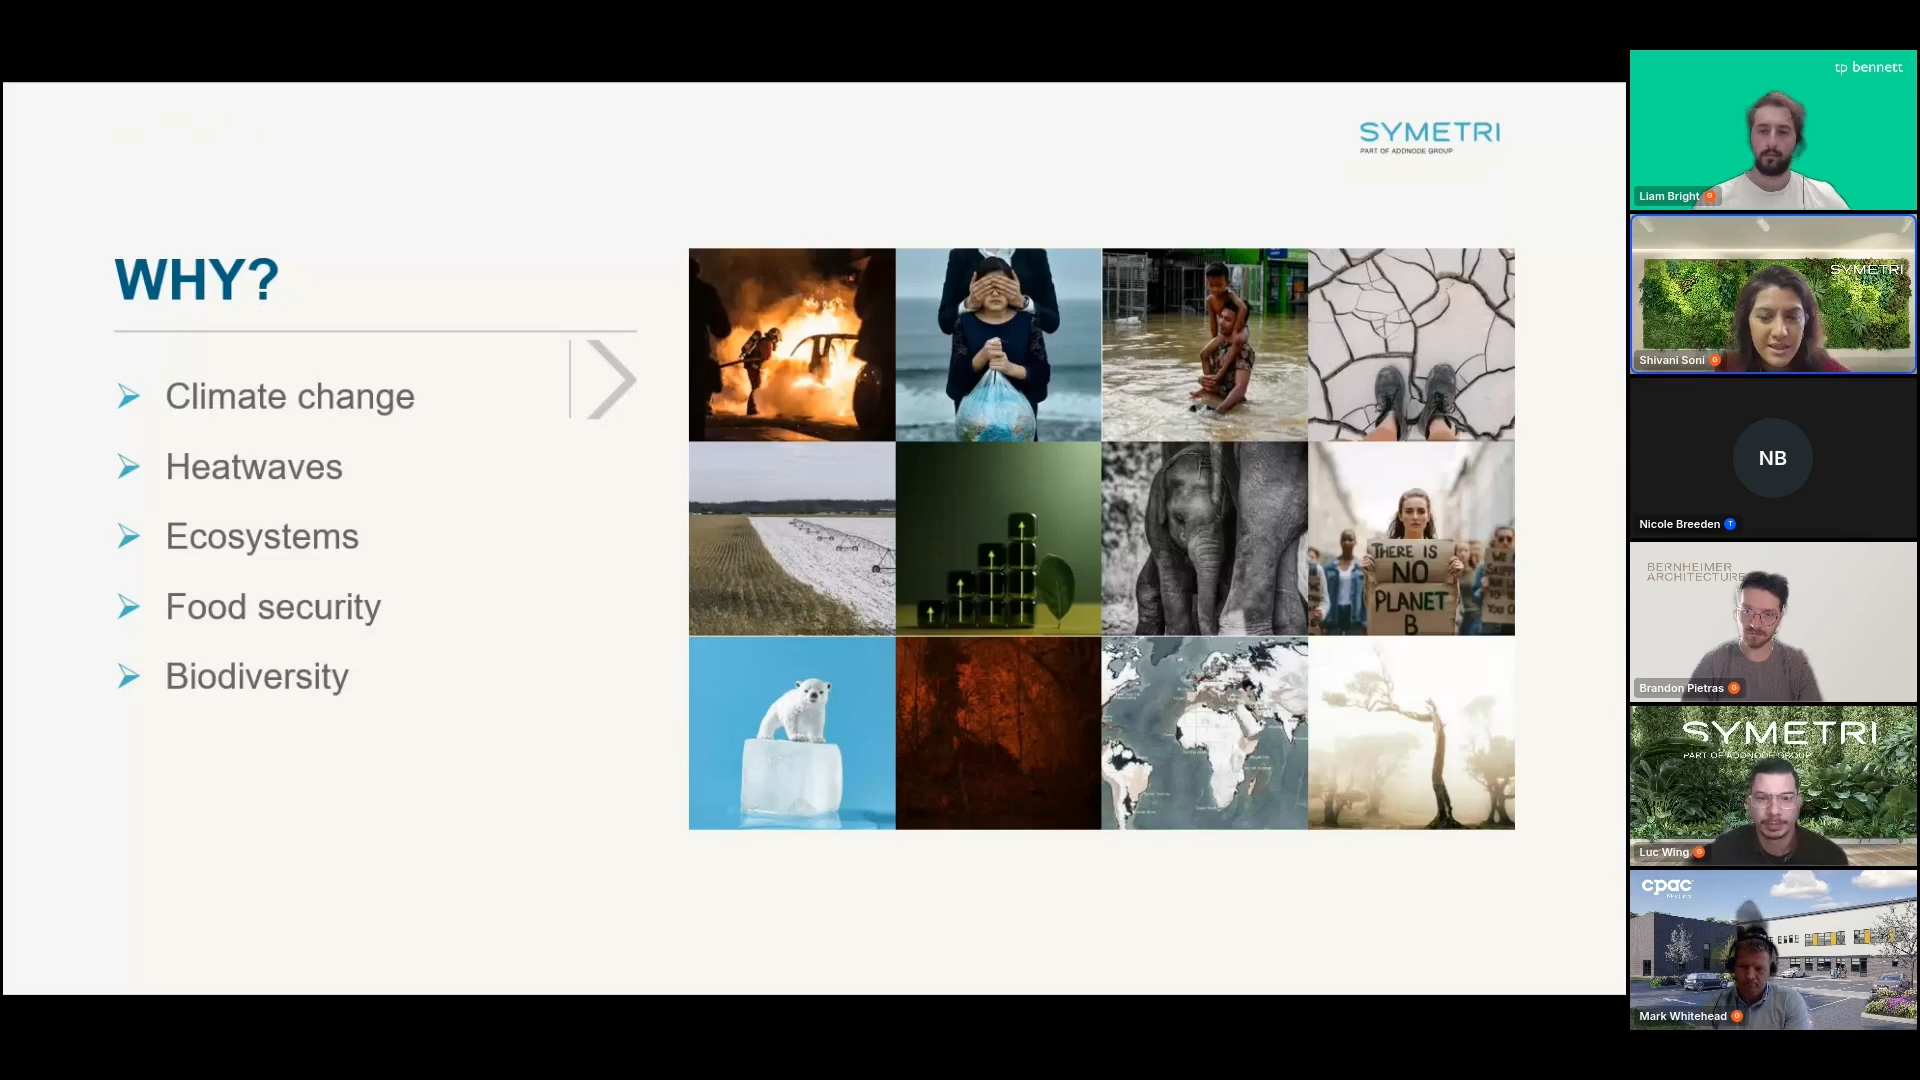 SYMETRI
PART OF ADDNODE GROUP
WHY?
Climate change
Heatwaves
Ecosystems
Food security
Biodiversity
THERE IS
NO
PLANET
B
tp bennett
Liam Bright
SYMETRI
Shivani Soni
NB
Nicole Breeden
BERNHEIMER
ARCHITECTURE
Brandon Pietras
SYMETRI
PART OF ADDNODE GROUP
Luc Wing
cpac
Mark Whitehead